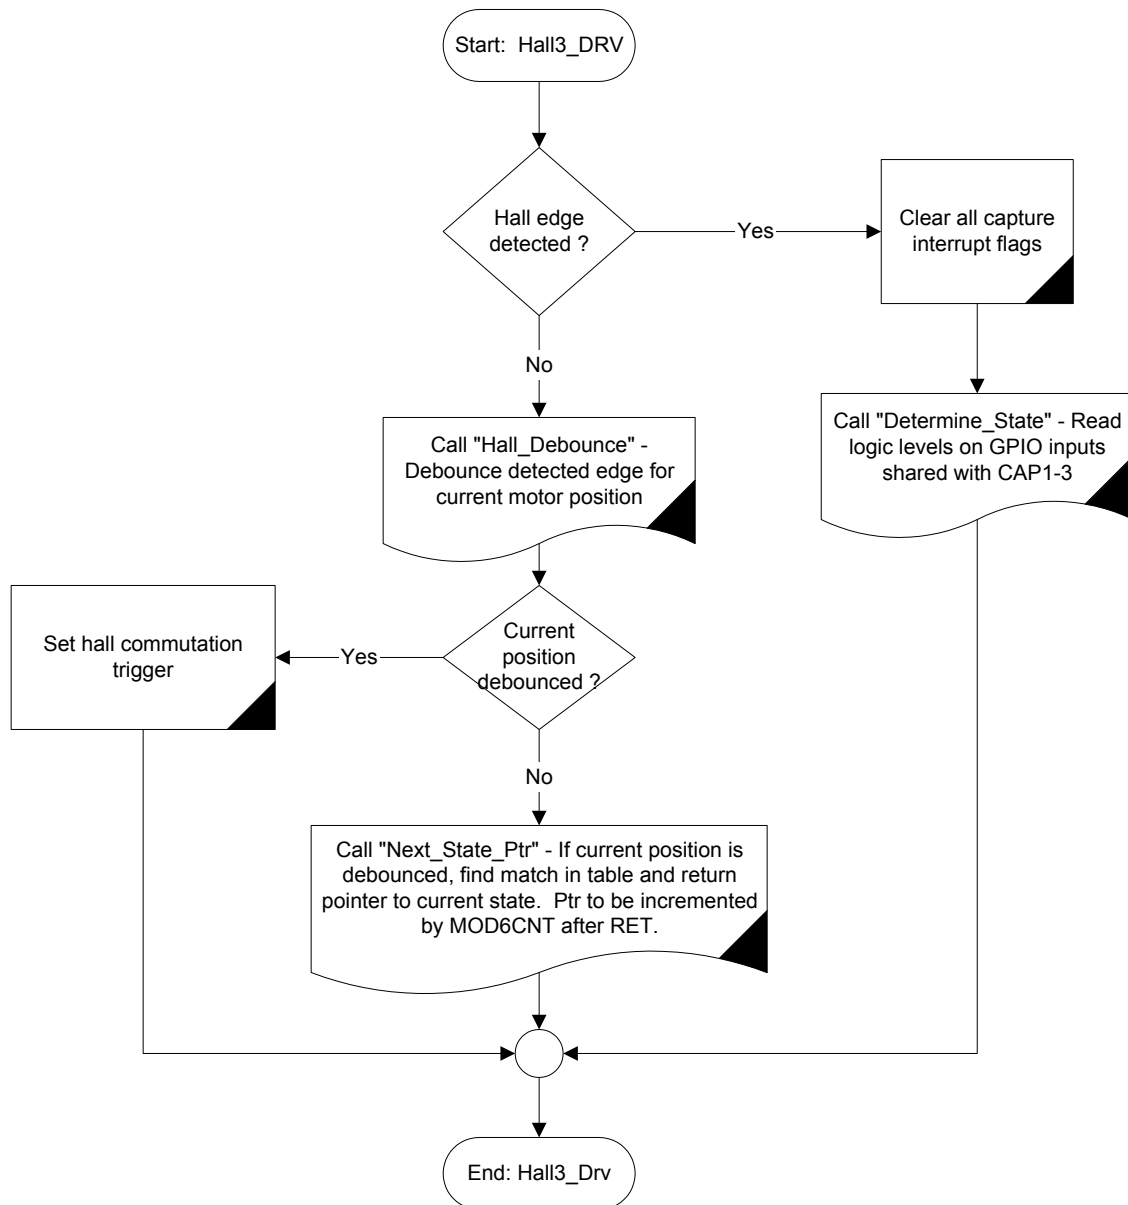 Start:  Hall3_DRV
Hall edge
detected ?
Yes
Clear all capture
interrupt flags
No
Call "Determine_State" - Read
logic levels on GPIO inputs
shared with CAP1-3
Call "Hall_Debounce" -
Debounce detected edge for
current motor position
Set hall commutation
trigger
Yes
Current
position
debounced ?
No
Call "Next_State_Ptr" - If current position is
debounced, find match in table and return
pointer to current state.  Ptr to be incremented
by MOD6CNT after RET.
End: Hall3_Drv